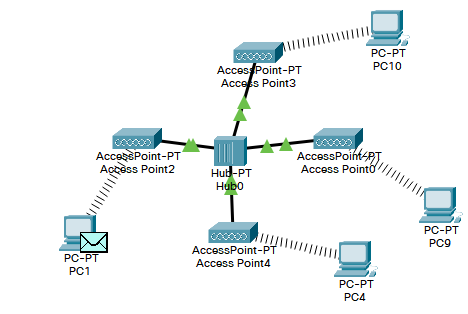 PC-PT
PC10
AccessPoint-PT
Access Point3
AccessPoint-PT
Access Point2
Hub-PT
Hub0
AccessPoint-PT
Access Point0
PC-PT
PC1
AccessPoint-PT
Access Point4
PC-PT
PC9
PC-PT
PC4